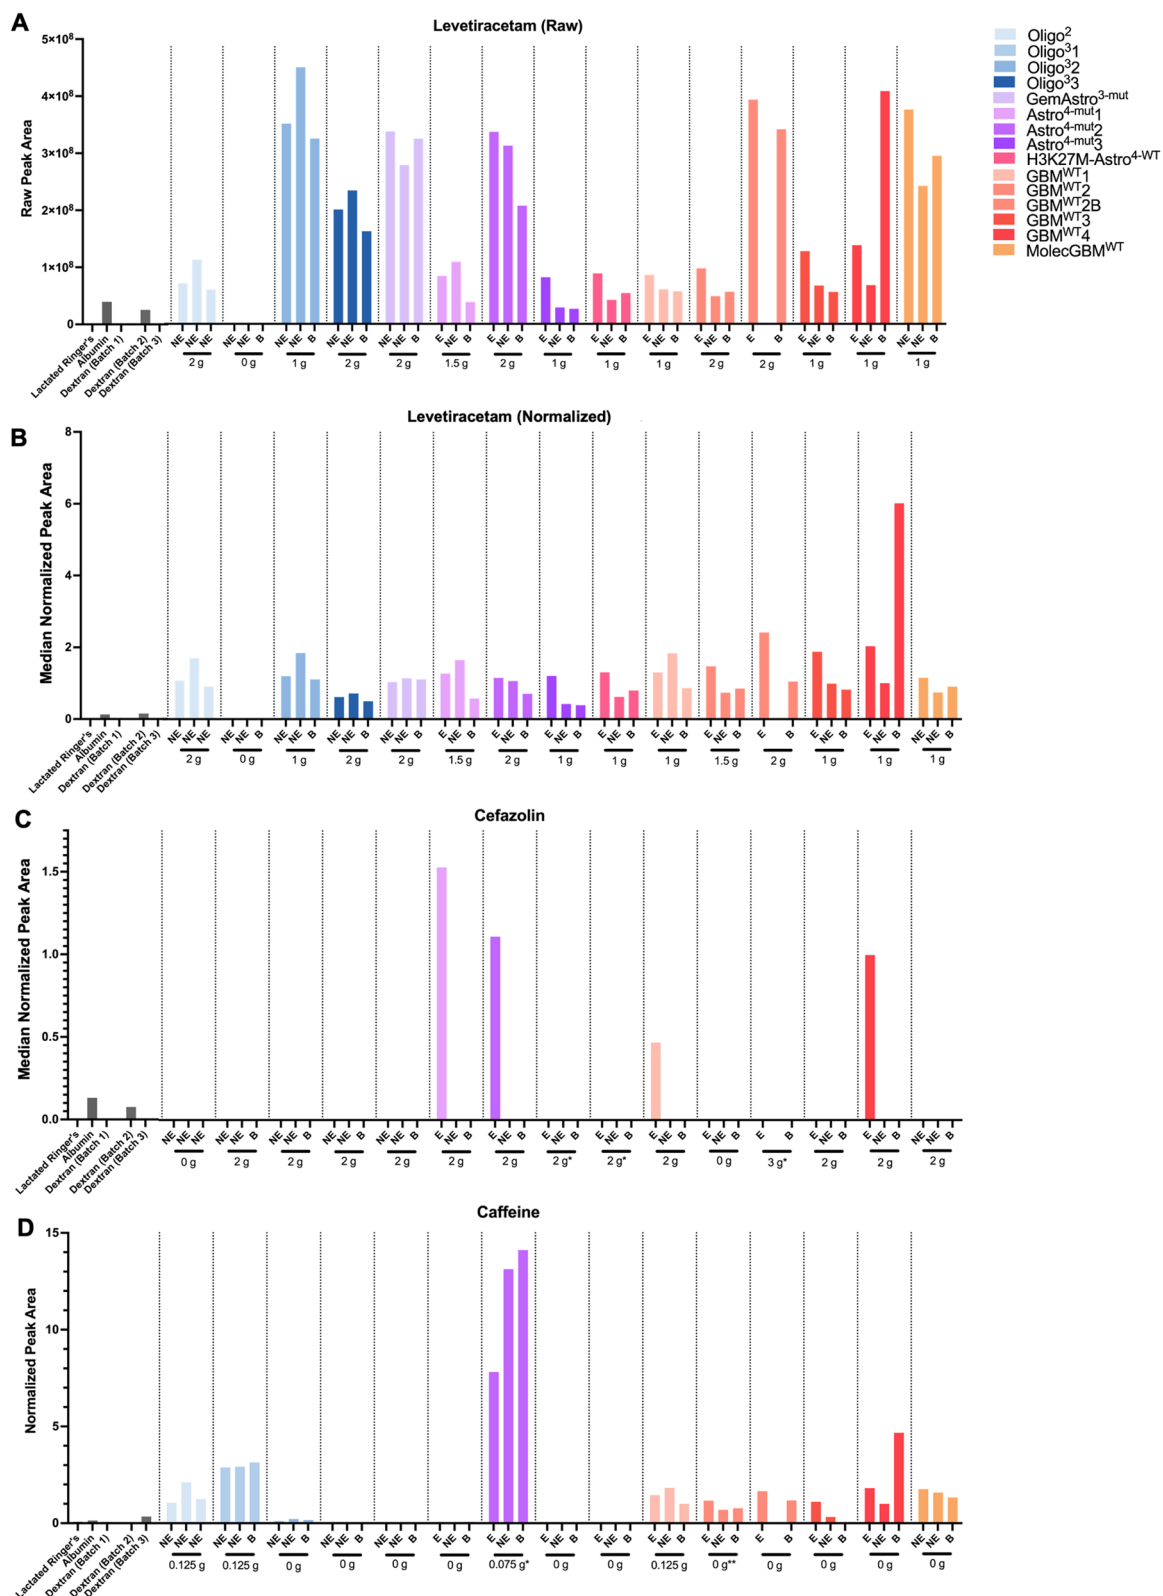 A
Levetiracetam (Raw)
Raw Peak Area
5×10⁸
4×10⁸
3×10⁸
2×10⁸
1×10⁸
0
Lactated Ringer's
Albumin
Dextran (Batch 1)
Dextran (Batch 2)
Dextran (Batch 3)
NE NE NE NE NE B NE NE B NE NE B NE NE B E NE B E NE B E NE B E NE B E NE B E NE B E B E NE B E NE B NE NE B
2 g 0 g 1 g 2 g 2 g 1.5 g 2 g 1 g 1 g 1 g 2 g 2 g 1 g 1 g 1 g
Oligo²
Oligo³1
Oligo³2
Oligo³3
GemAstro³⁻ᵐᵘᵗ
Astro⁴⁻ᵐᵘᵗ1
Astro⁴⁻ᵐᵘᵗ2
Astro⁴⁻ᵐᵘᵗ3
H3K27M-Astro⁴⁻ᵂᵀ
GBMᵂᵀ1
GBMᵂᵀ2
GBMᵂᵀ2B
GBMᵂᵀ3
GBMᵂᵀ4
MolecGBMᵂᵀ
B
Levetiracetam (Normalized)
Median Normalized Peak Area
8
6
4
2
0
Lactated Ringer's
Albumin
Dextran (Batch 1)
Dextran (Batch 2)
Dextran (Batch 3)
NE NE NE NE NE B NE NE B NE NE B NE NE B E NE B E NE B E NE B E NE B E NE B E NE B E B E NE B E NE B NE NE B
2 g 0 g 1 g 2 g 2 g 1.5 g 2 g 1 g 1 g 1 g 1.5 g 2 g 1 g 1 g 1 g
C
Cefazolin
Median Normalized Peak Area
1.5
1.0
0.5
0.0
Lactated Ringer's
Albumin
Dextran (Batch 1)
Dextran (Batch 2)
Dextran (Batch 3)
NE NE NE NE NE B NE NE B NE NE B NE NE B E NE B E NE B E NE B E NE B E NE B E NE B E B E NE B E NE B NE NE B
0 g 2 g 2 g 2 g 2 g 2 g 3 g 2 g* 2 g* 2 g 0 g 3 g* 2 g 2 g 2 g
D
Caffeine
Normalized Peak Area
15
10
5
0
Lactated Ringer's
Albumin
Dextran (Batch 1)
Dextran (Batch 2)
Dextran (Batch 3)
NE NE NE NE NE B NE NE B NE NE B NE NE B E NE B E NE B E NE B E NE B E NE B E NE B E B E NE B E NE B NE NE B
0.125 g 0.125 g 0 g 0 g 0 g 0 g 0.075 g* 0 g 0 g 0.125 g 0 g** 0 g 0 g 0 g 0 g